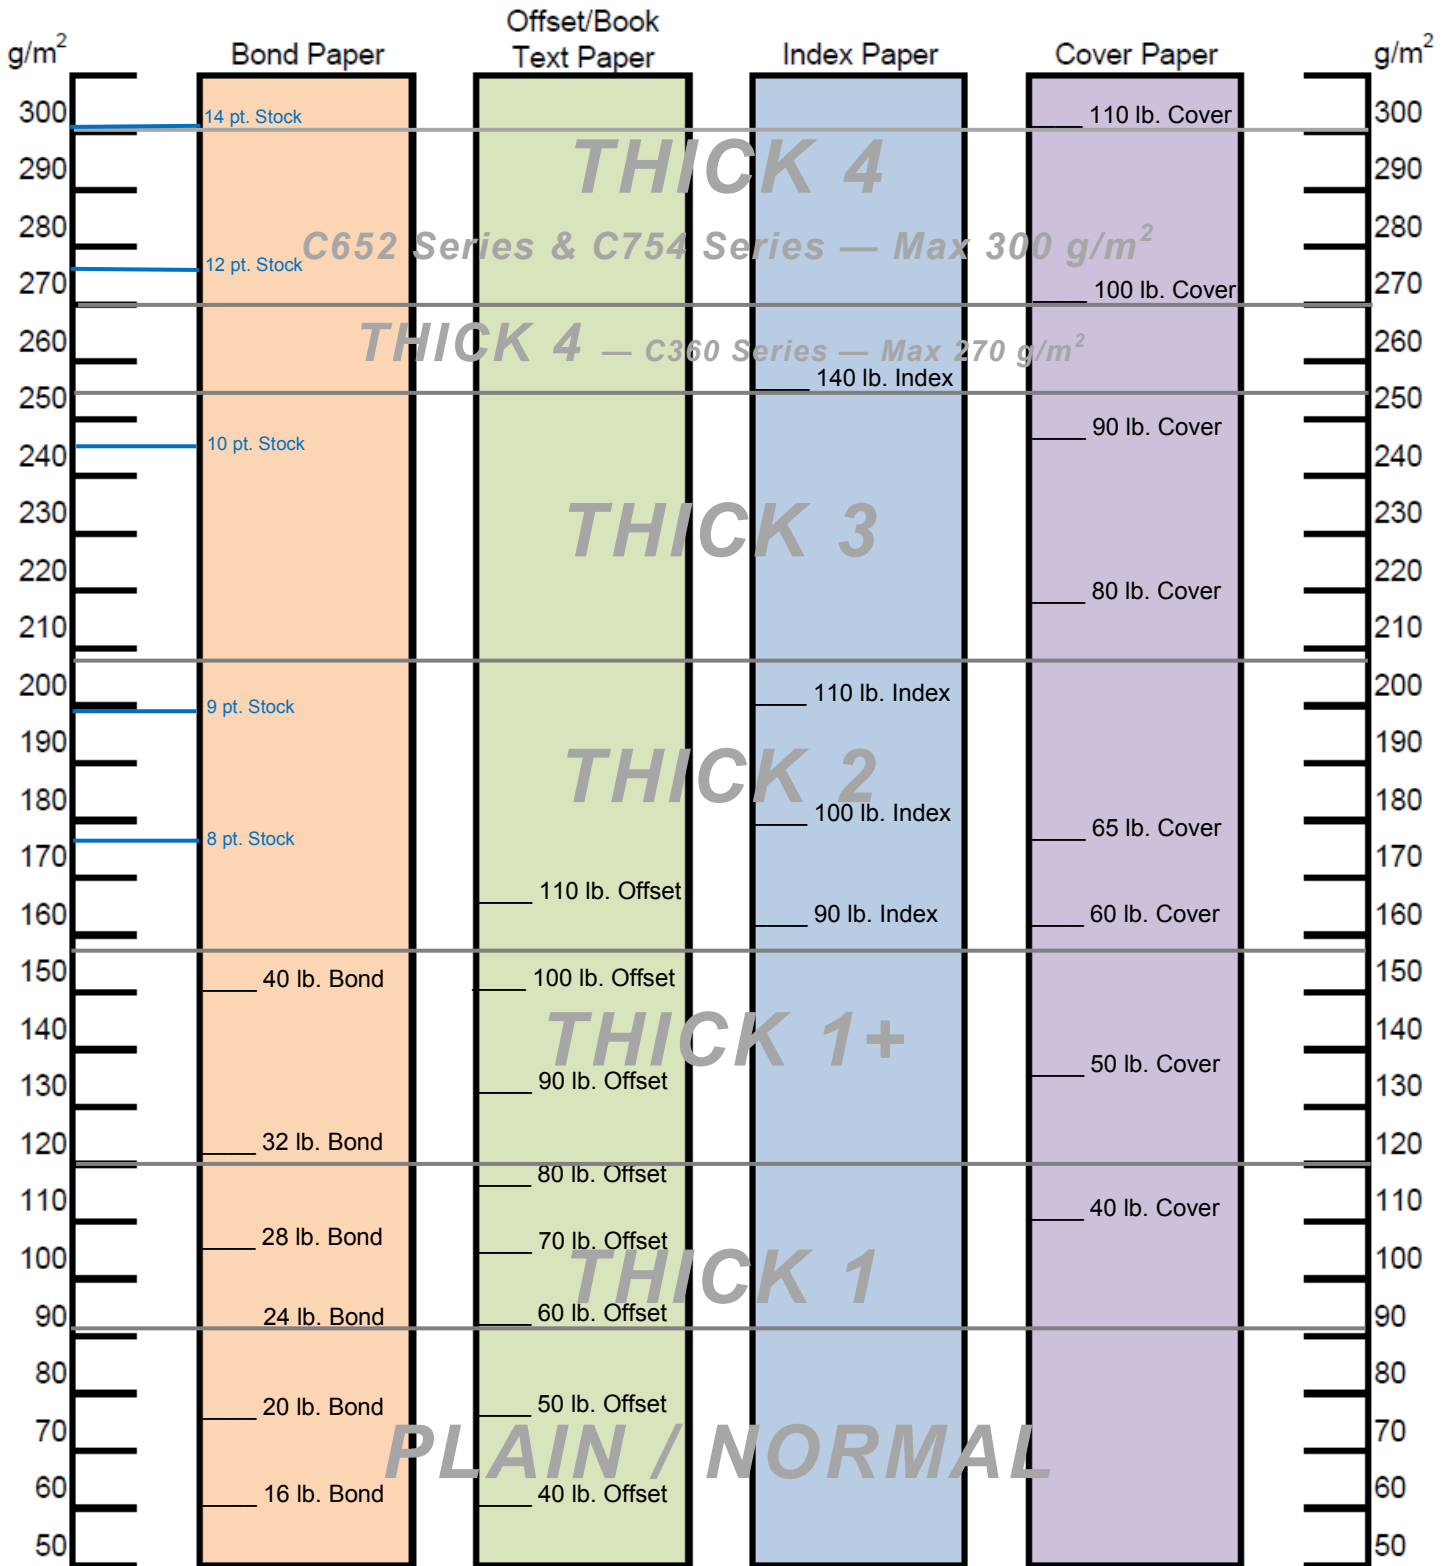 Offset/Book
g/m2 Bond Paper Text Paper Index Paper Cover Paper g/m2
300 14 pt. Stock 110 lb. Cover 300
THICK 4
290 290
280 280
C652 Series & C754 Series — Max 300 g/m2
12 pt. Stock
270 100 lb. Cover 270
260 THICK 4 — C360 Series — Max 270 g/m2 260
140 lb. Index
250 250
90 lb. Cover
10 pt. Stock
240 240
230 THICK 3 230
220 220
80 lb. Cover
210 210
200 110 lb. Index 200
9 pt. Stock
190 190
THICK 2
180 180
100 lb. Index
65 lb. Cover
8 pt. Stock
170 170
110 lb. Offset
160 90 lb. Index 60 lb. Cover 160
150 150
40 lb. Bond 100 lb. Offset
140 THICK 1+ 140
50 lb. Cover
130 90 lb. Offset 130
120 32 lb. Bond 120
80 lb. Offset
110 110
40 lb. Cover
28 lb. Bond 70 lb. Offset
100 100
THICK 1
90 24 lb. Bond 60 lb. Offset 90
80 80
20 lb. Bond 50 lb. Offset
70 70
PLAIN / NORMAL
60 16 lb. Bond 40 lb. Offset 60
50 50